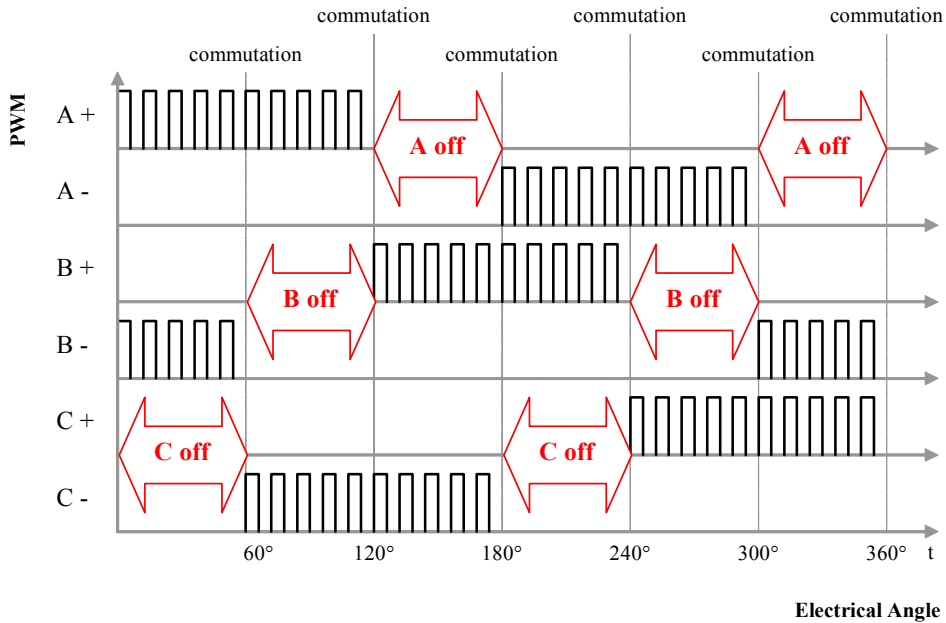 commutation commutation commutation
commutation commutation commutation
PWM
A +
A off A off
A -
B +
B off B off
B -
C +
C off C off
C -
60° 120° 180° 240° 300° 360° t
Electrical Angle